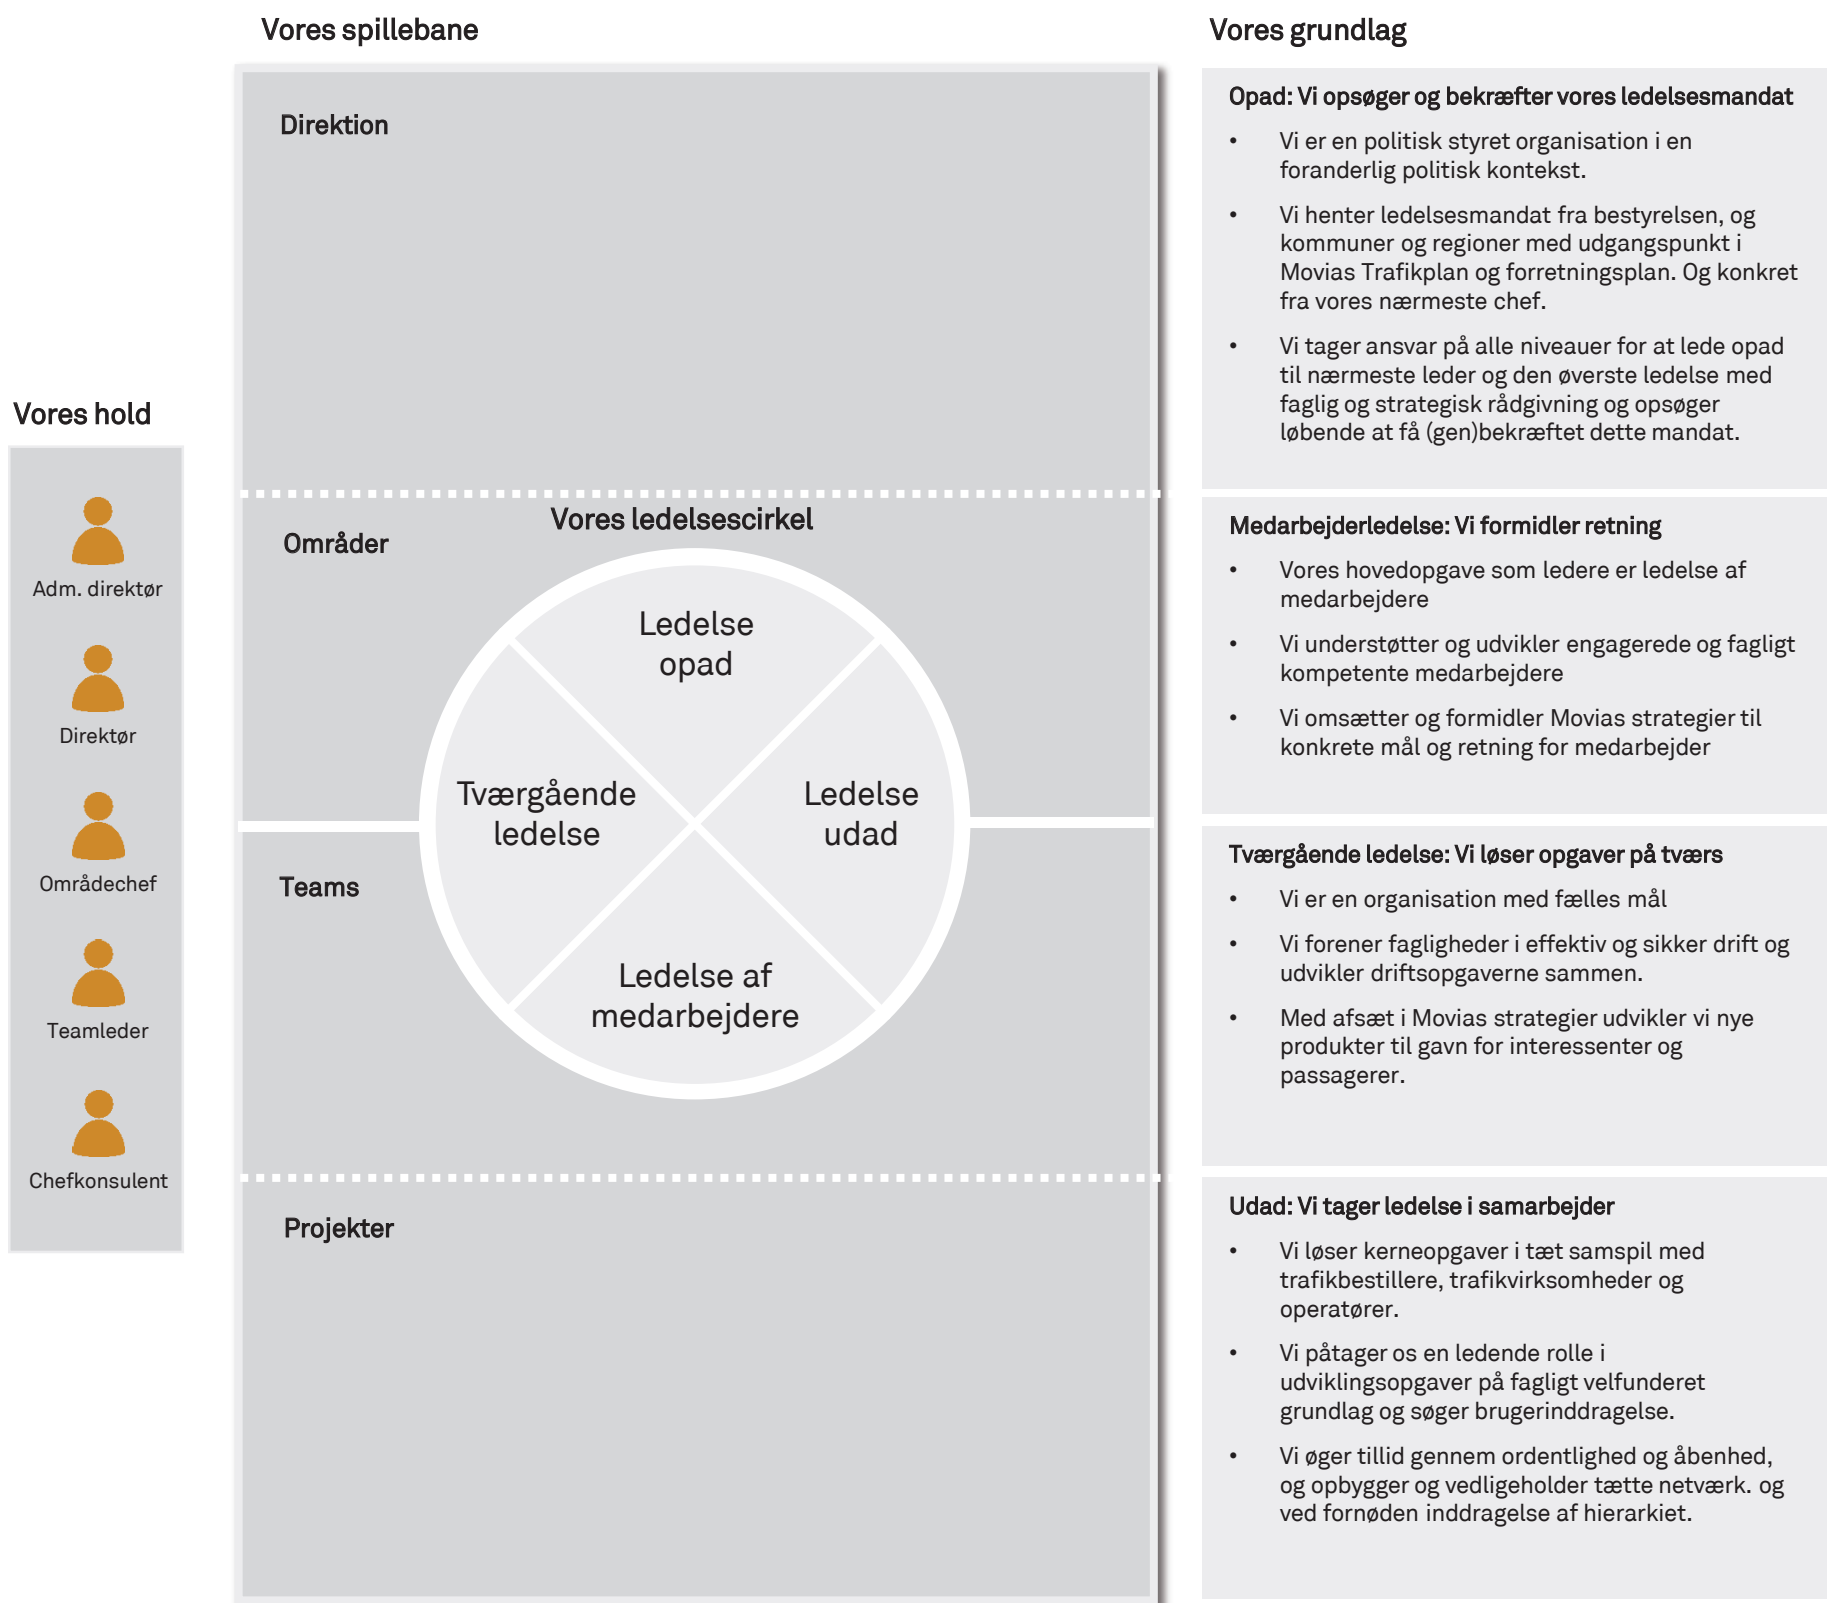 Vores spillebane
Vores grundlag
Vores hold
Adm. direktør
Direktør
Områdechef
Teamleder
Chefkonsulent
Direktion
Områder
Vores ledelsescirkel
Ledelse
opad
Tværgående
ledelse
Ledelse
udad
Ledelse af
medarbejdere
Teams
Projekter
Opad: Vi opsøger og bekræfter vores ledelsesmandat
• Vi er en politisk styret organisation i en
foranderlig politisk kontekst.
• Vi henter ledelsesmandat fra bestyrelsen, og
kommuner og regioner med udgangspunkt i
Movias Trafikplan og forretningsplan. Og konkret
fra vores nærmeste chef.
• Vi tager ansvar på alle niveauer for at lede opad
til nærmeste leder og den øverste ledelse med
faglig og strategisk rådgivning og opsøger
løbende at få (gen)bekræftet dette mandat.
Medarbejderledelse: Vi formidler retning
• Vores hovedopgave som ledere er ledelse af
medarbejdere
• Vi understøtter og udvikler engagerede og fagligt
kompetente medarbejdere
• Vi omsætter og formidler Movias strategier til
konkrete mål og retning for medarbejder
Tværgående ledelse: Vi løser opgaver på tværs
• Vi er en organisation med fælles mål
• Vi forener fagligheder i effektiv og sikker drift og
udvikler driftsopgaverne sammen.
• Med afsæt i Movias strategier udvikler vi nye
produkter til gavn for interessenter og
passagerer.
Udad: Vi tager ledelse i samarbejder
• Vi løser kerneopgaver i tæt samspil med
trafikbestillere, trafikvirksomheder og
operatører.
• Vi påtager os en ledende rolle i
udviklingsopgaver på fagligt velfunderet
grundlag og søger brugerinddragelse.
• Vi øger tillid gennem ordentlighed og åbenhed,
og opbygger og vedligeholder tætte netværk. og
ved fornøden inddragelse af hierarkiet.